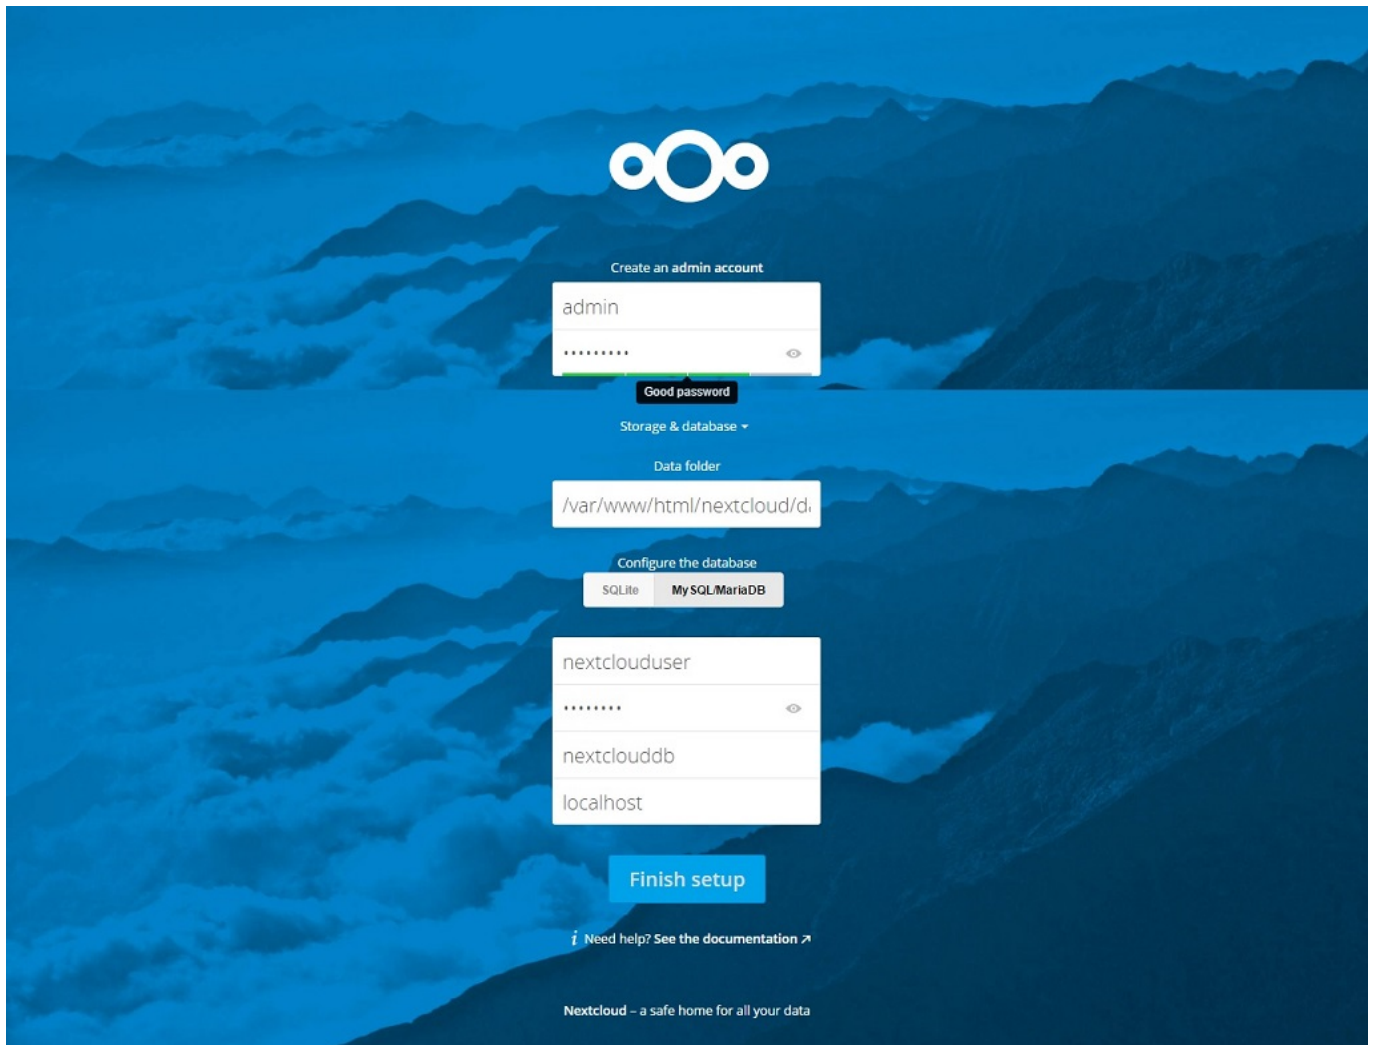 Create an admin account
admin
•••••••••
Good password
Storage & database
Data folder
/var/www/html/nextcloud/d
Configure the database
SQLite MySQL/MariaDB
nextclouduser
••••••••
nextclouddb
localhost
Finish setup
i Need help? See the documentation ↗
Nextcloud – a safe home for all your data